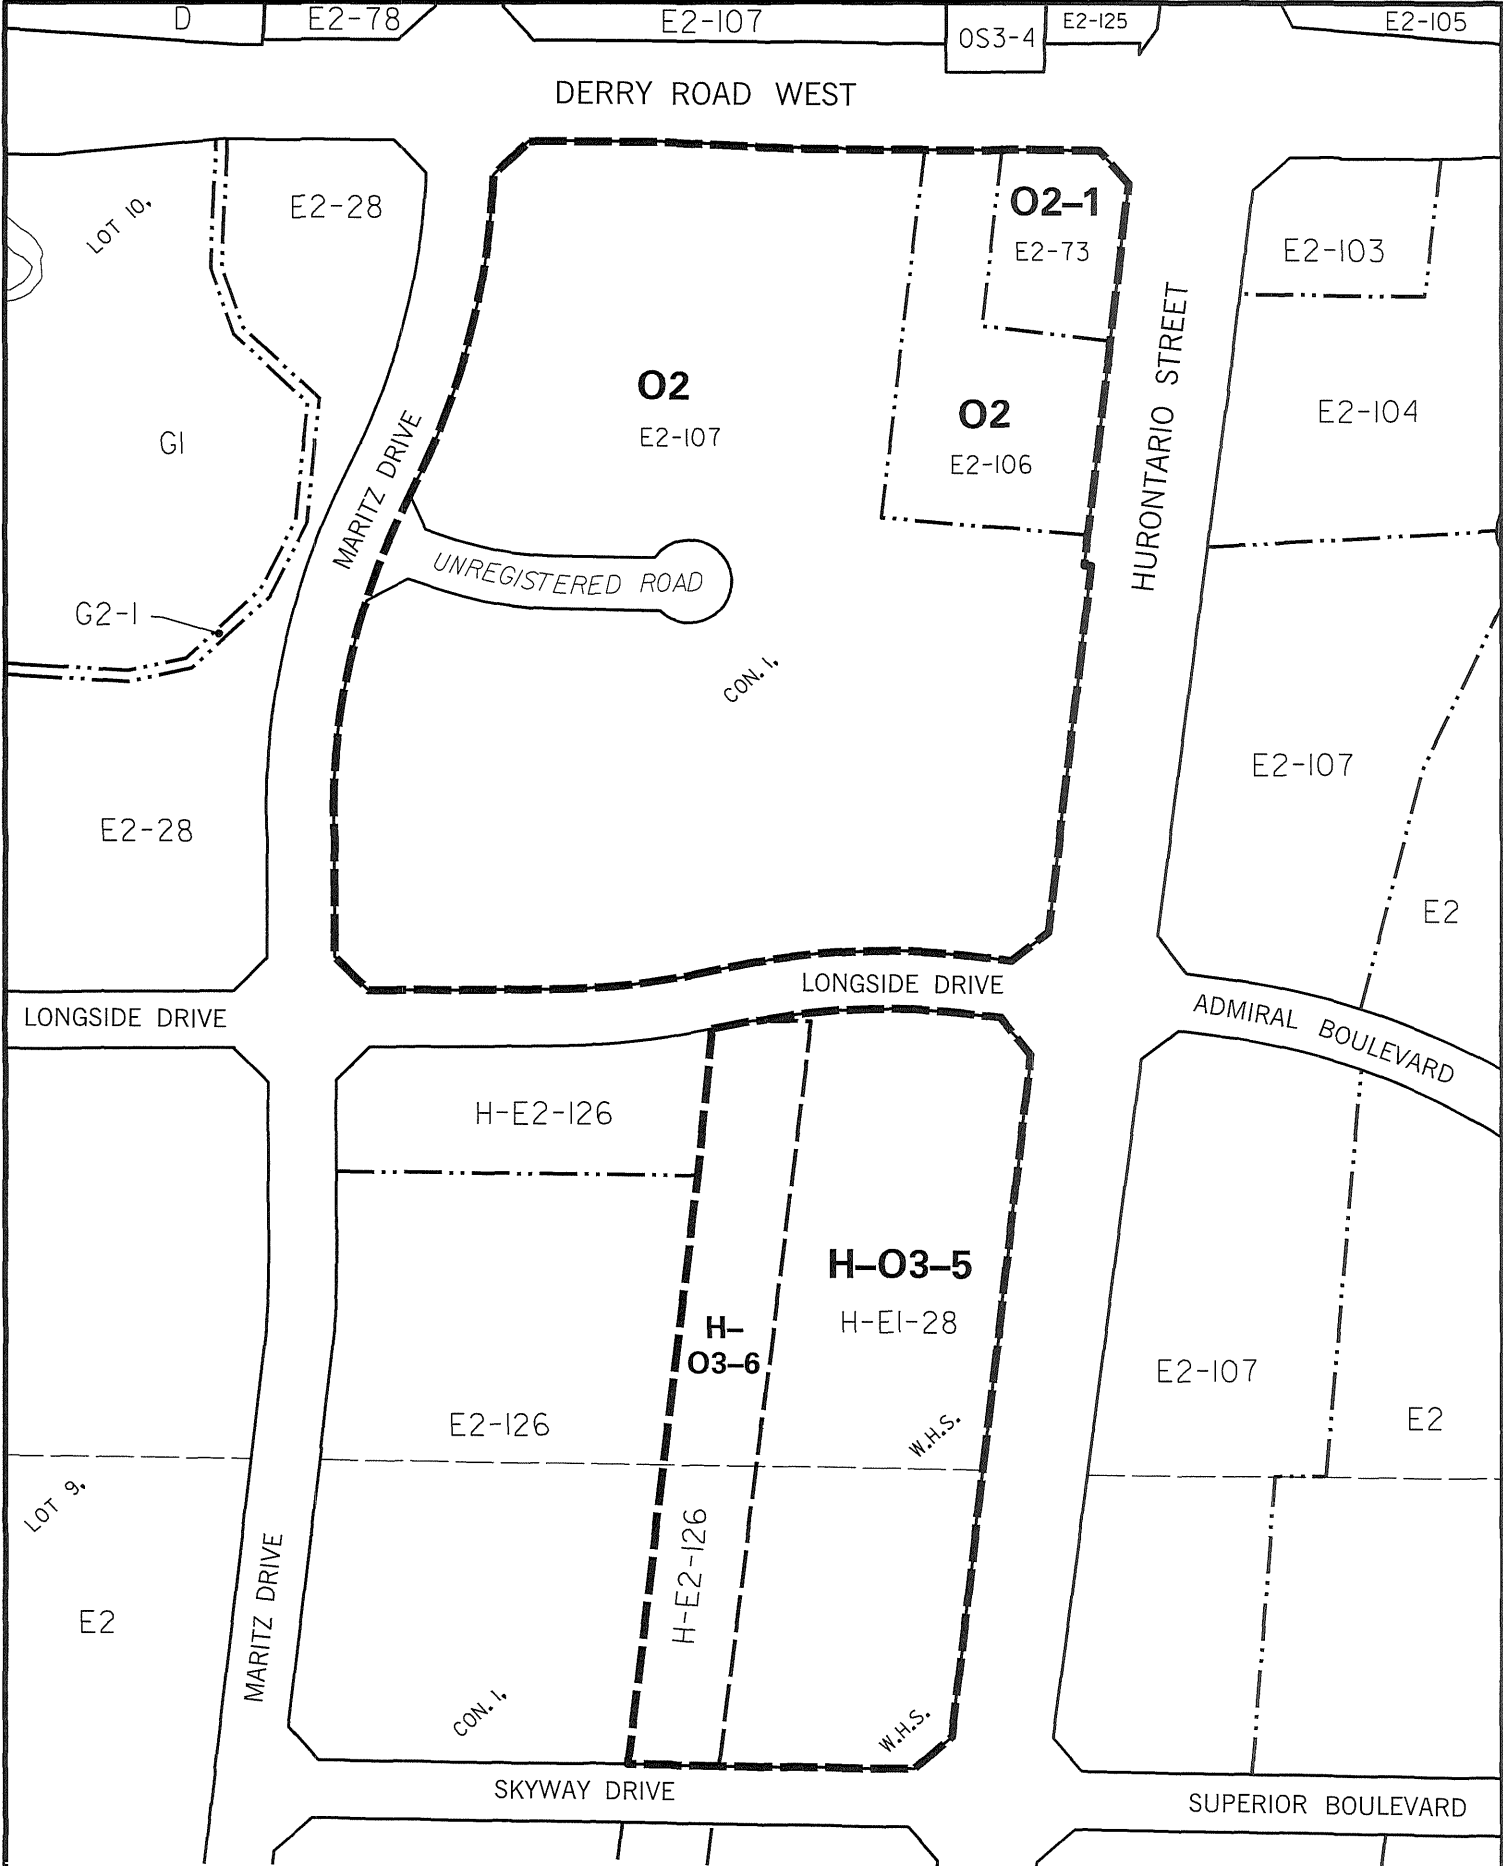 D
E2-78
E2-107
OS3-4
E2-125
E2-105
DERRY ROAD WEST
LOT 10,
E2-28
O2-1
E2-73
E2-103
HURONTARIO STREET
O2
E2-107
O2
E2-106
E2-104
G1
MARITZ DRIVE
UNREGISTERED ROAD
G2-1
CON. 1,
E2-107
E2-28
E2
LONGSIDE DRIVE
LONGSIDE DRIVE
ADMIRAL BOULEVARD
H-E2-126
H-O3-5
H-E1-28
H-
O3-6
E2-107
E2-126
E2
W.H.S.
LOT 9,
H-E2-126
MARITZ DRIVE
E2
CON. 1,
W.H.S.
SKYWAY DRIVE
SUPERIOR BOULEVARD